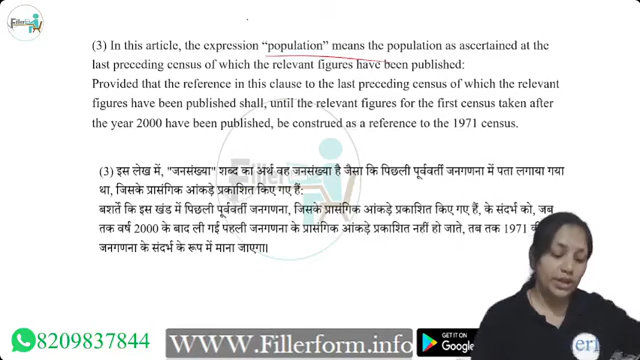 Fillerform
(3) In this article, the expression "population" means the population as ascertained at the
last preceding census of which the relevant figures have been published:
Provided that the reference in this clause to the last preceding census of which the relevant
figures have been published shall, until the relevant figures for the first census taken after
the year 2000 have been published, be construed as a reference to the 1971 census.
(3) इस लेख में, "जनसंख्या" शब्द का अर्थ वह जनसंख्या है जैसा कि पिछली पूर्ववर्ती जनगणना में पता लगाया गया
था, जिसके प्रासंगिक आंकड़े प्रकाशित किए गए हैं:
बशर्ते कि इस खंड में पिछली पूर्ववर्ती जनगणना, जिसके प्रासंगिक आंकड़े प्रकाशित किए गए हैं, के संदर्भ को, जब
तक वर्ष 2000 के बाद ली गई पहली जनगणना के प्रासंगिक आंकड़े प्रकाशित नहीं हो जाते, तब तक 1971
जनगणना के संदर्भ के रूप में माना जाएगा।
8209837844
WWW.Fillerform.info
GET IT ON
Google